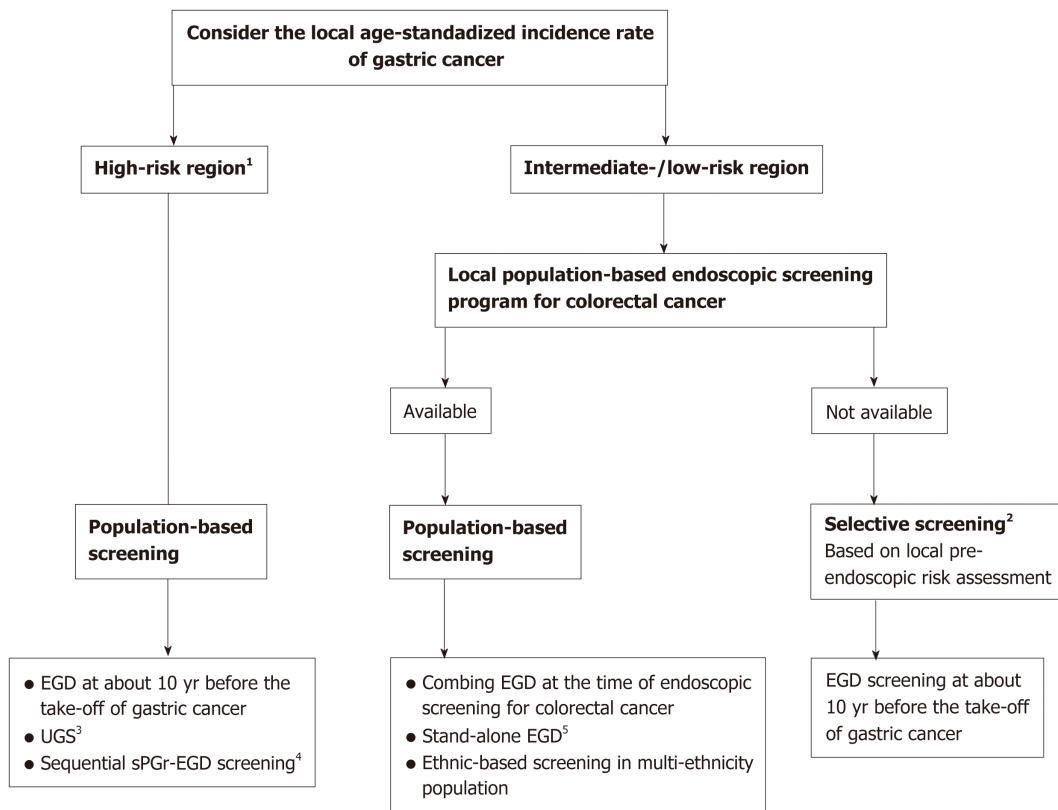 Consider the local age-standadized incidence rate
of gastric cancer
High-risk region¹
Intermediate-/low-risk region
Local population-based endoscopic screening
program for colorectal cancer
Available
Not available
Population-based
screening
Population-based
screening
Selective screening²
Based on local pre-
endoscopic risk assessment
● EGD at about 10 yr before the
take-off of gastric cancer
● UGS³
● Sequential sPGr-EGD screening⁴
● Combing EGD at the time of endoscopic
screening for colorectal cancer
● Stand-alone EGD⁵
● Ethnic-based screening in multi-ethnicity
population
EGD screening at about
10 yr before the take-off
of gastric cancer